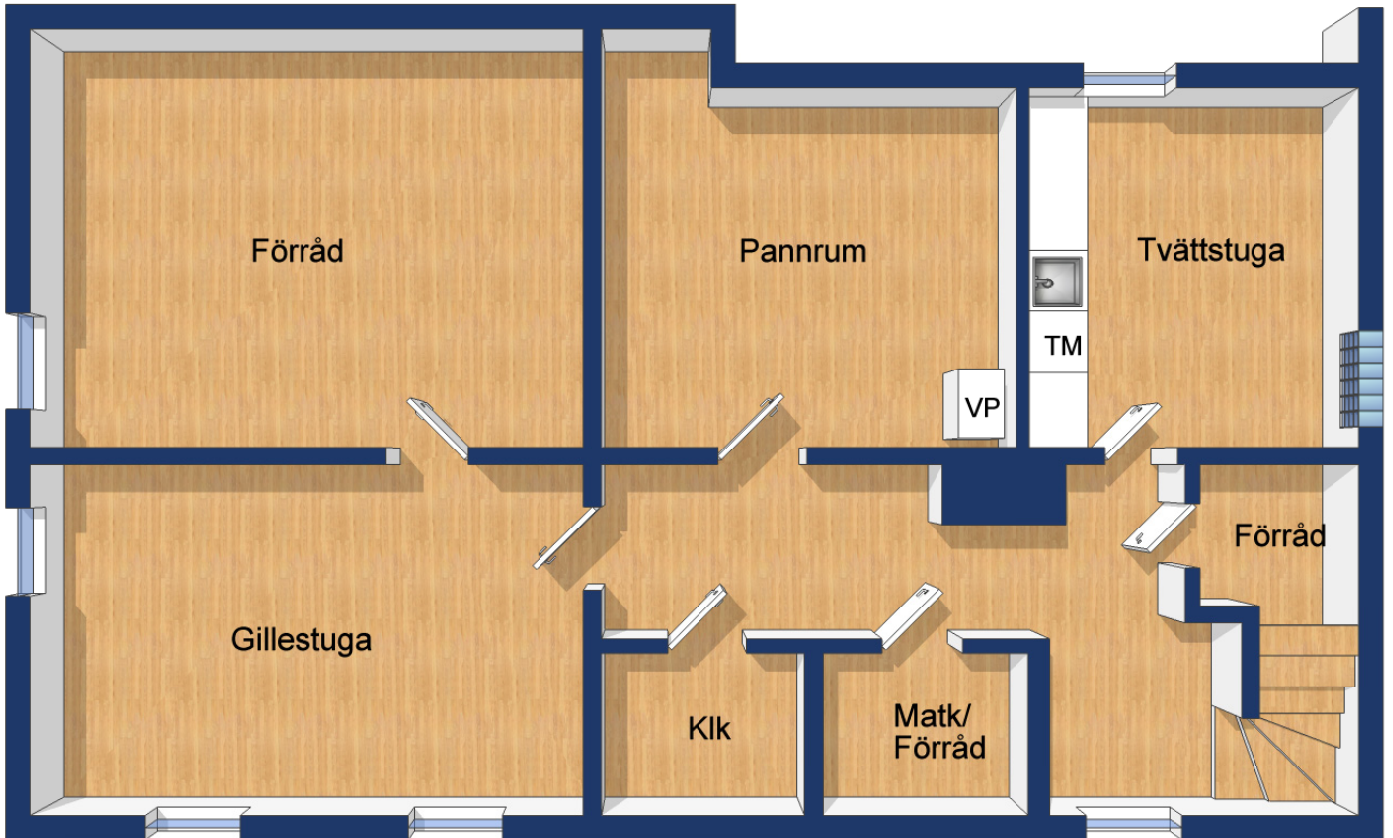 Förråd
Pannrum
Tvättstuga
TM
VP
Förråd
Gillestuga
Klk
Matk/
Förråd